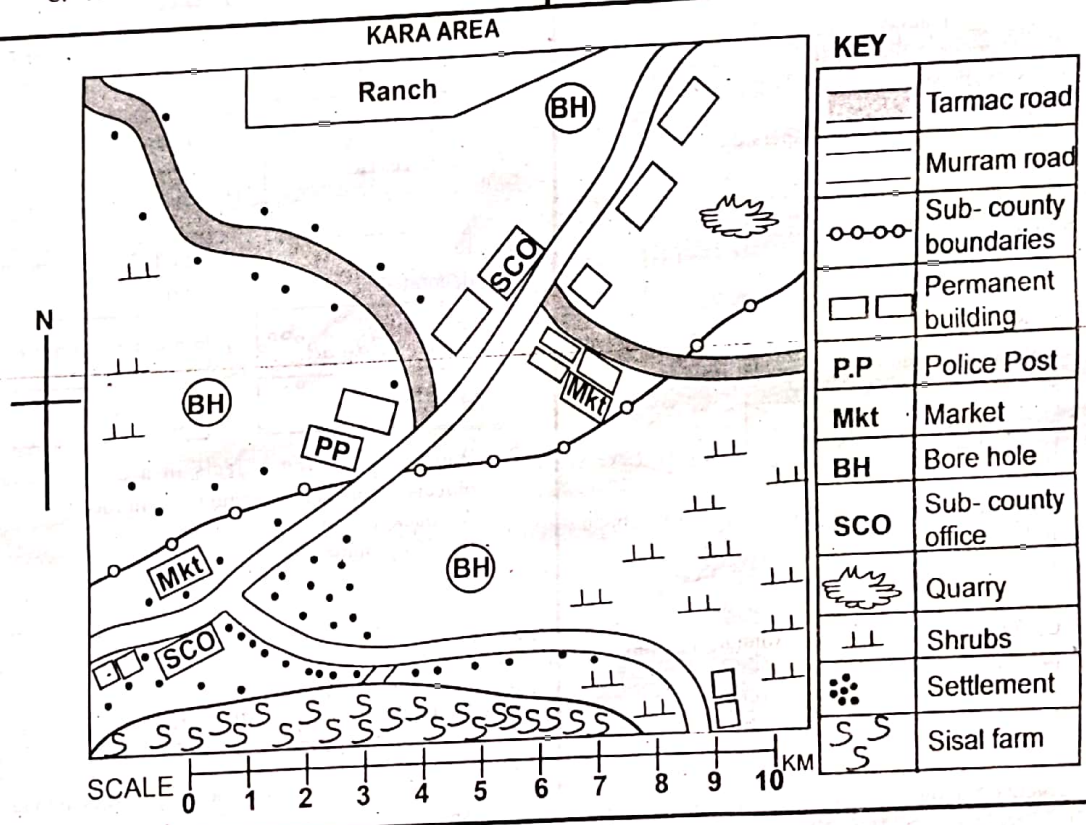 KARA AREA
Ranch
BH
SCO
N
BH
Mkt
PP
Mkt
BH
SCO
S S S S S S S S S S S S S S S S S S S S S S
SCALE 0 1 2 3 4 5 6 7 8 9 10 KM
KEY
Tarmac road
Murram road
Sub- county
boundaries
Permanent
building
P.P Police Post
Mkt Market
BH Bore hole
SCO Sub- county
office
Quarry
Shrubs
Settlement
S S S Sisal farm